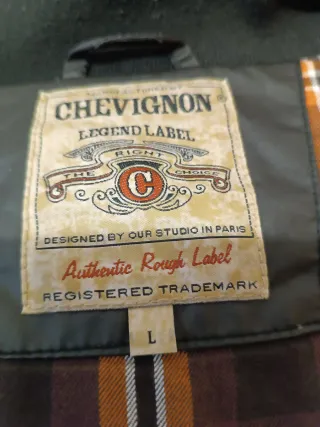 CHEVIGNON®
LEGEND LABEL
RIGHT
THE CHOICE
C
DESIGNED BY OUR STUDIO IN PARIS
Authentic Rough Label
REGISTERED TRADEMARK
L